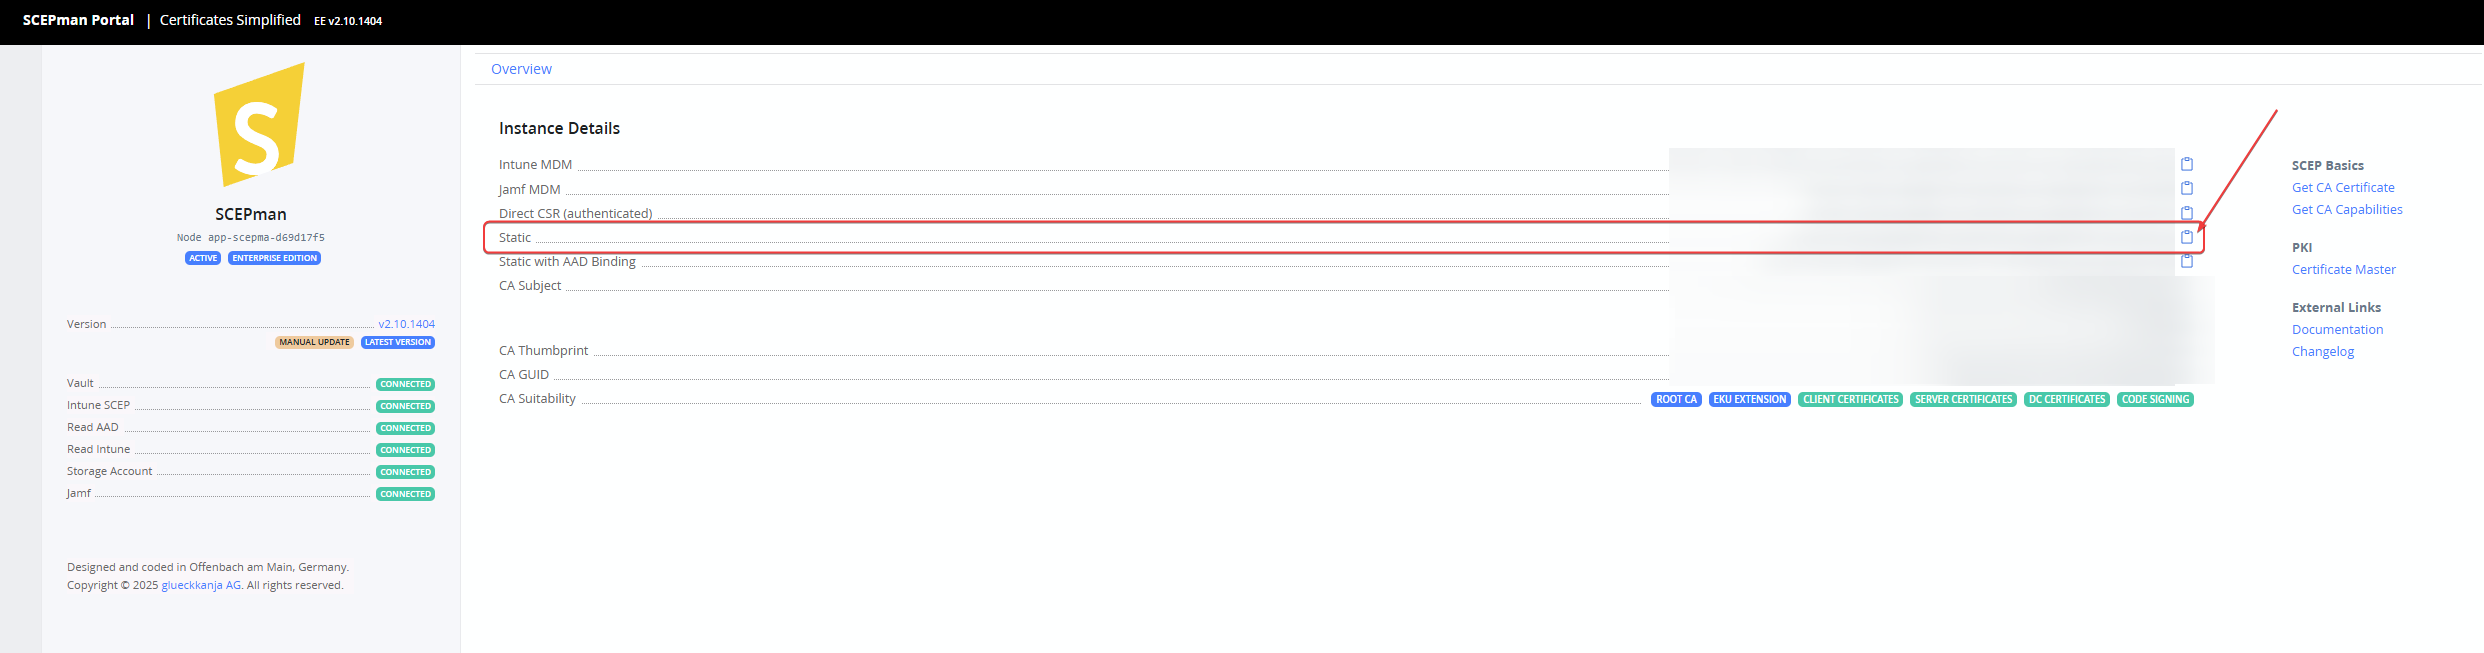 SCEPman Portal | Certificates Simplified EE v2.10.1404
S
SCEPman
Node app-scepma-d69d17f5
ACTIVE ENTERPRISE EDITION
Version v2.10.1404
MANUAL UPDATE LATEST VERSION
Vault CONNECTED
Intune SCEP CONNECTED
Read AAD CONNECTED
Read Intune CONNECTED
Storage Account CONNECTED
Jamf CONNECTED
Designed and coded in Offenbach am Main, Germany.
Copyright © 2025 glueckkanja AG. All rights reserved.
Overview
Instance Details
Intune MDM
Jamf MDM
Direct CSR (authenticated)
Static
Static with AAD Binding
CA Subject
CA Thumbprint
CA GUID
CA Suitability ROOT CA EKU EXTENSION CLIENT CERTIFICATES SERVER CERTIFICATES DC CERTIFICATES CODE SIGNING
SCEP Basics
Get CA Certificate
Get CA Capabilities
PKI
Certificate Master
External Links
Documentation
Changelog